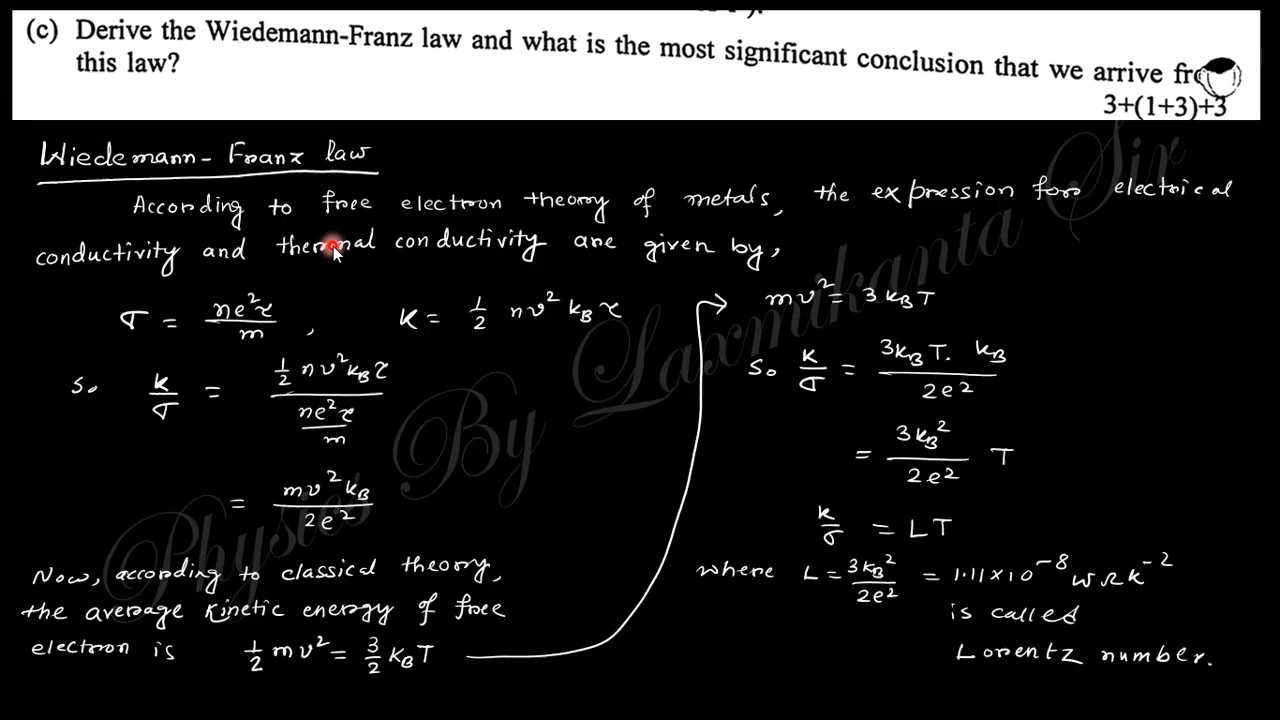 (c) Derive the Wiedemann-Franz law and what is the most significant conclusion that we arrive
this law?
3+(1+3)+3
Wiedemann-Franz law
According to free electron theory of metals, the expression for electrical
conductivity and thermal conductivity are given by,
σ = ne²τ/m , K = 1/2 nv² k_B τ
So K/σ = (1/2 nv² k_B τ)/(ne²τ/m)
= mv² k_B/2e²
Now, according to classical theory,
the average kinetic energy of free
electron is 1/2 mv² = 3/2 k_B T
mv² = 3k_B T
So K/σ = 3k_B T. k_B/2e²
= 3k_B²/2e² T
K/σ = LT
where L = 3k_B²/2e² = 1.11×10⁻⁸ WΩK⁻²
is called
Lorentz number.
Physics By Laxmikanta Sir